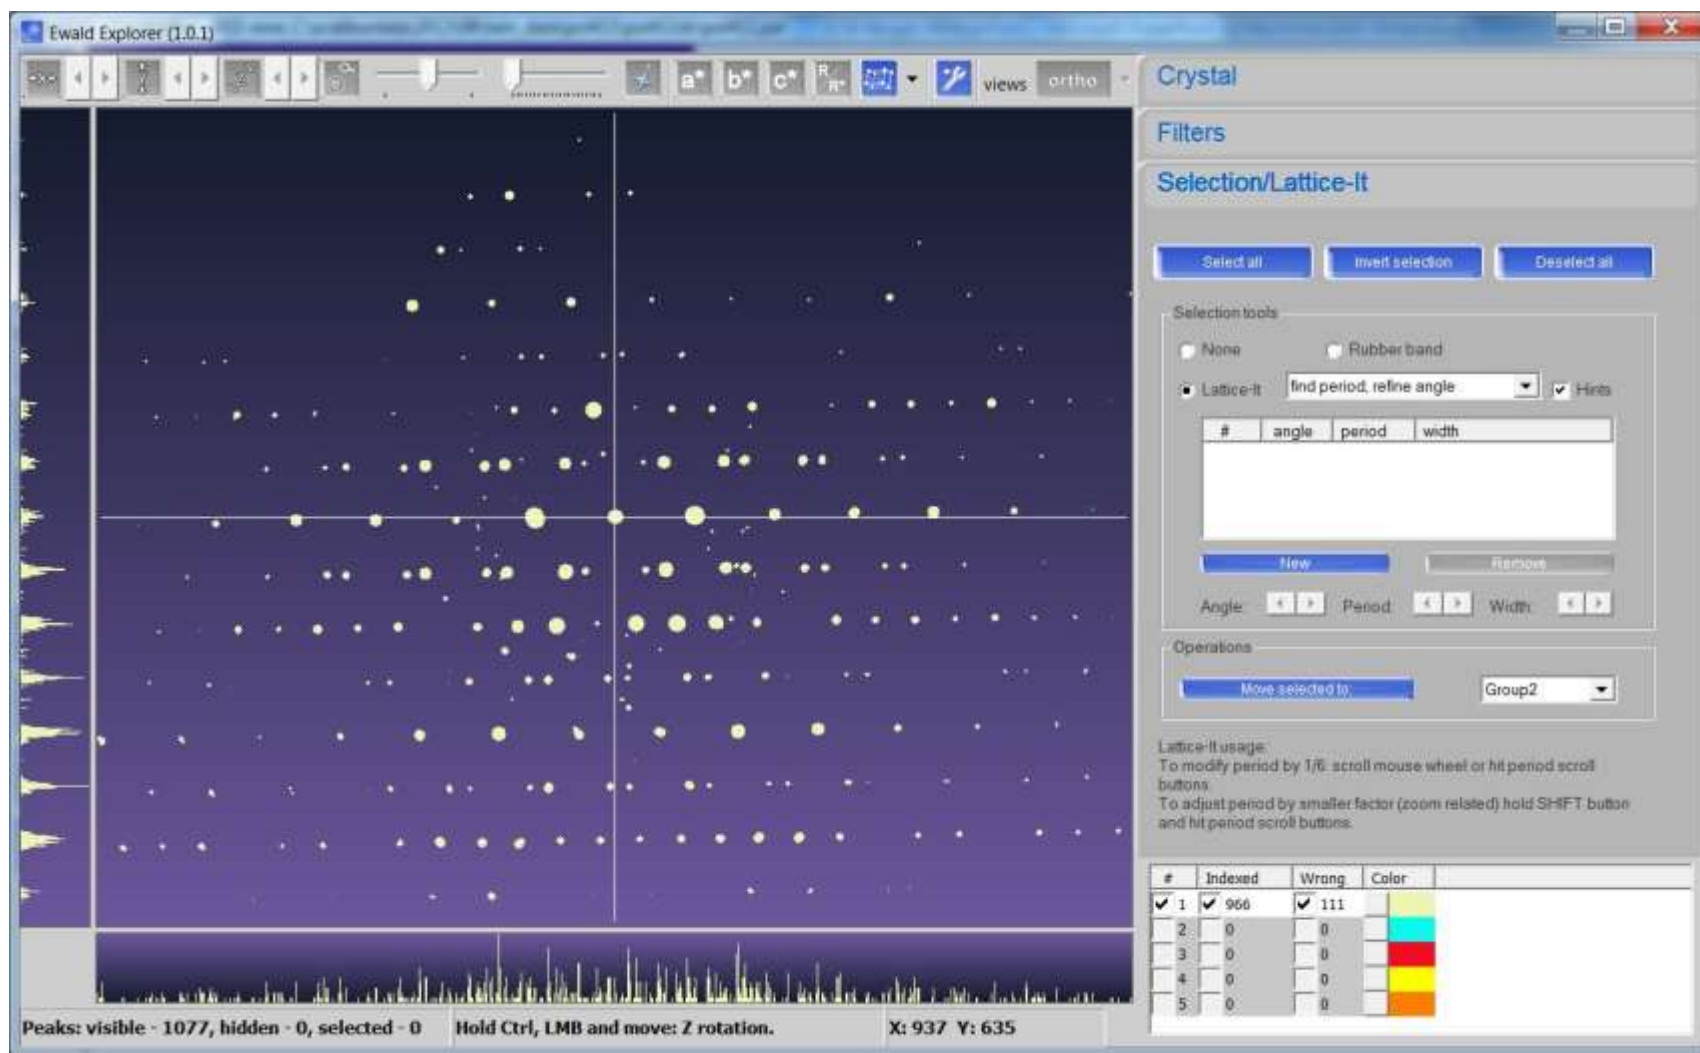 Ewald Explorer (1.0.1)
a* b* c* R R* views ortho
Crystal
Filters
Selection/Lattice-It
Select all Invert selection Deselect all
Selection tools
None Rubber band
Lattice-It find period, refine angle Hints
# angle period width
New Remove
Angle: Period: Width:
Operations
Move selected to: Group2
Lattice-It usage:
To modify period by 1/6: scroll mouse wheel or hit period scroll
buttons.
To adjust period by smaller factor (zoom related) hold SHIFT button
and hit period scroll buttons.
# Indexed Wrong Color
1 966 111
2 0 0
3 0 0
4 0 0
5 0 0
Peaks: visible - 1077, hidden - 0, selected - 0 Hold Ctrl, LMB and move: Z rotation. X: 937 Y: 635